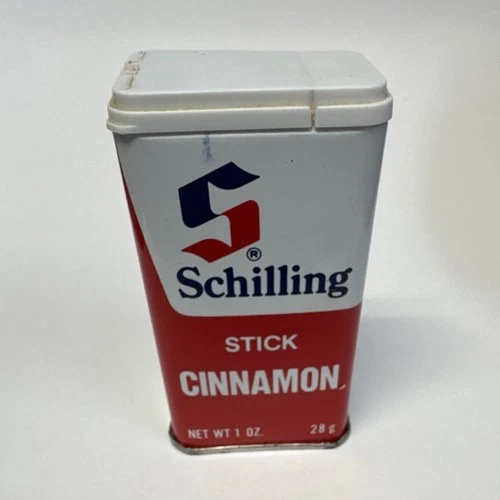 S
®
Schilling
STICK
CINNAMON
NET WT 1 OZ. 28 g